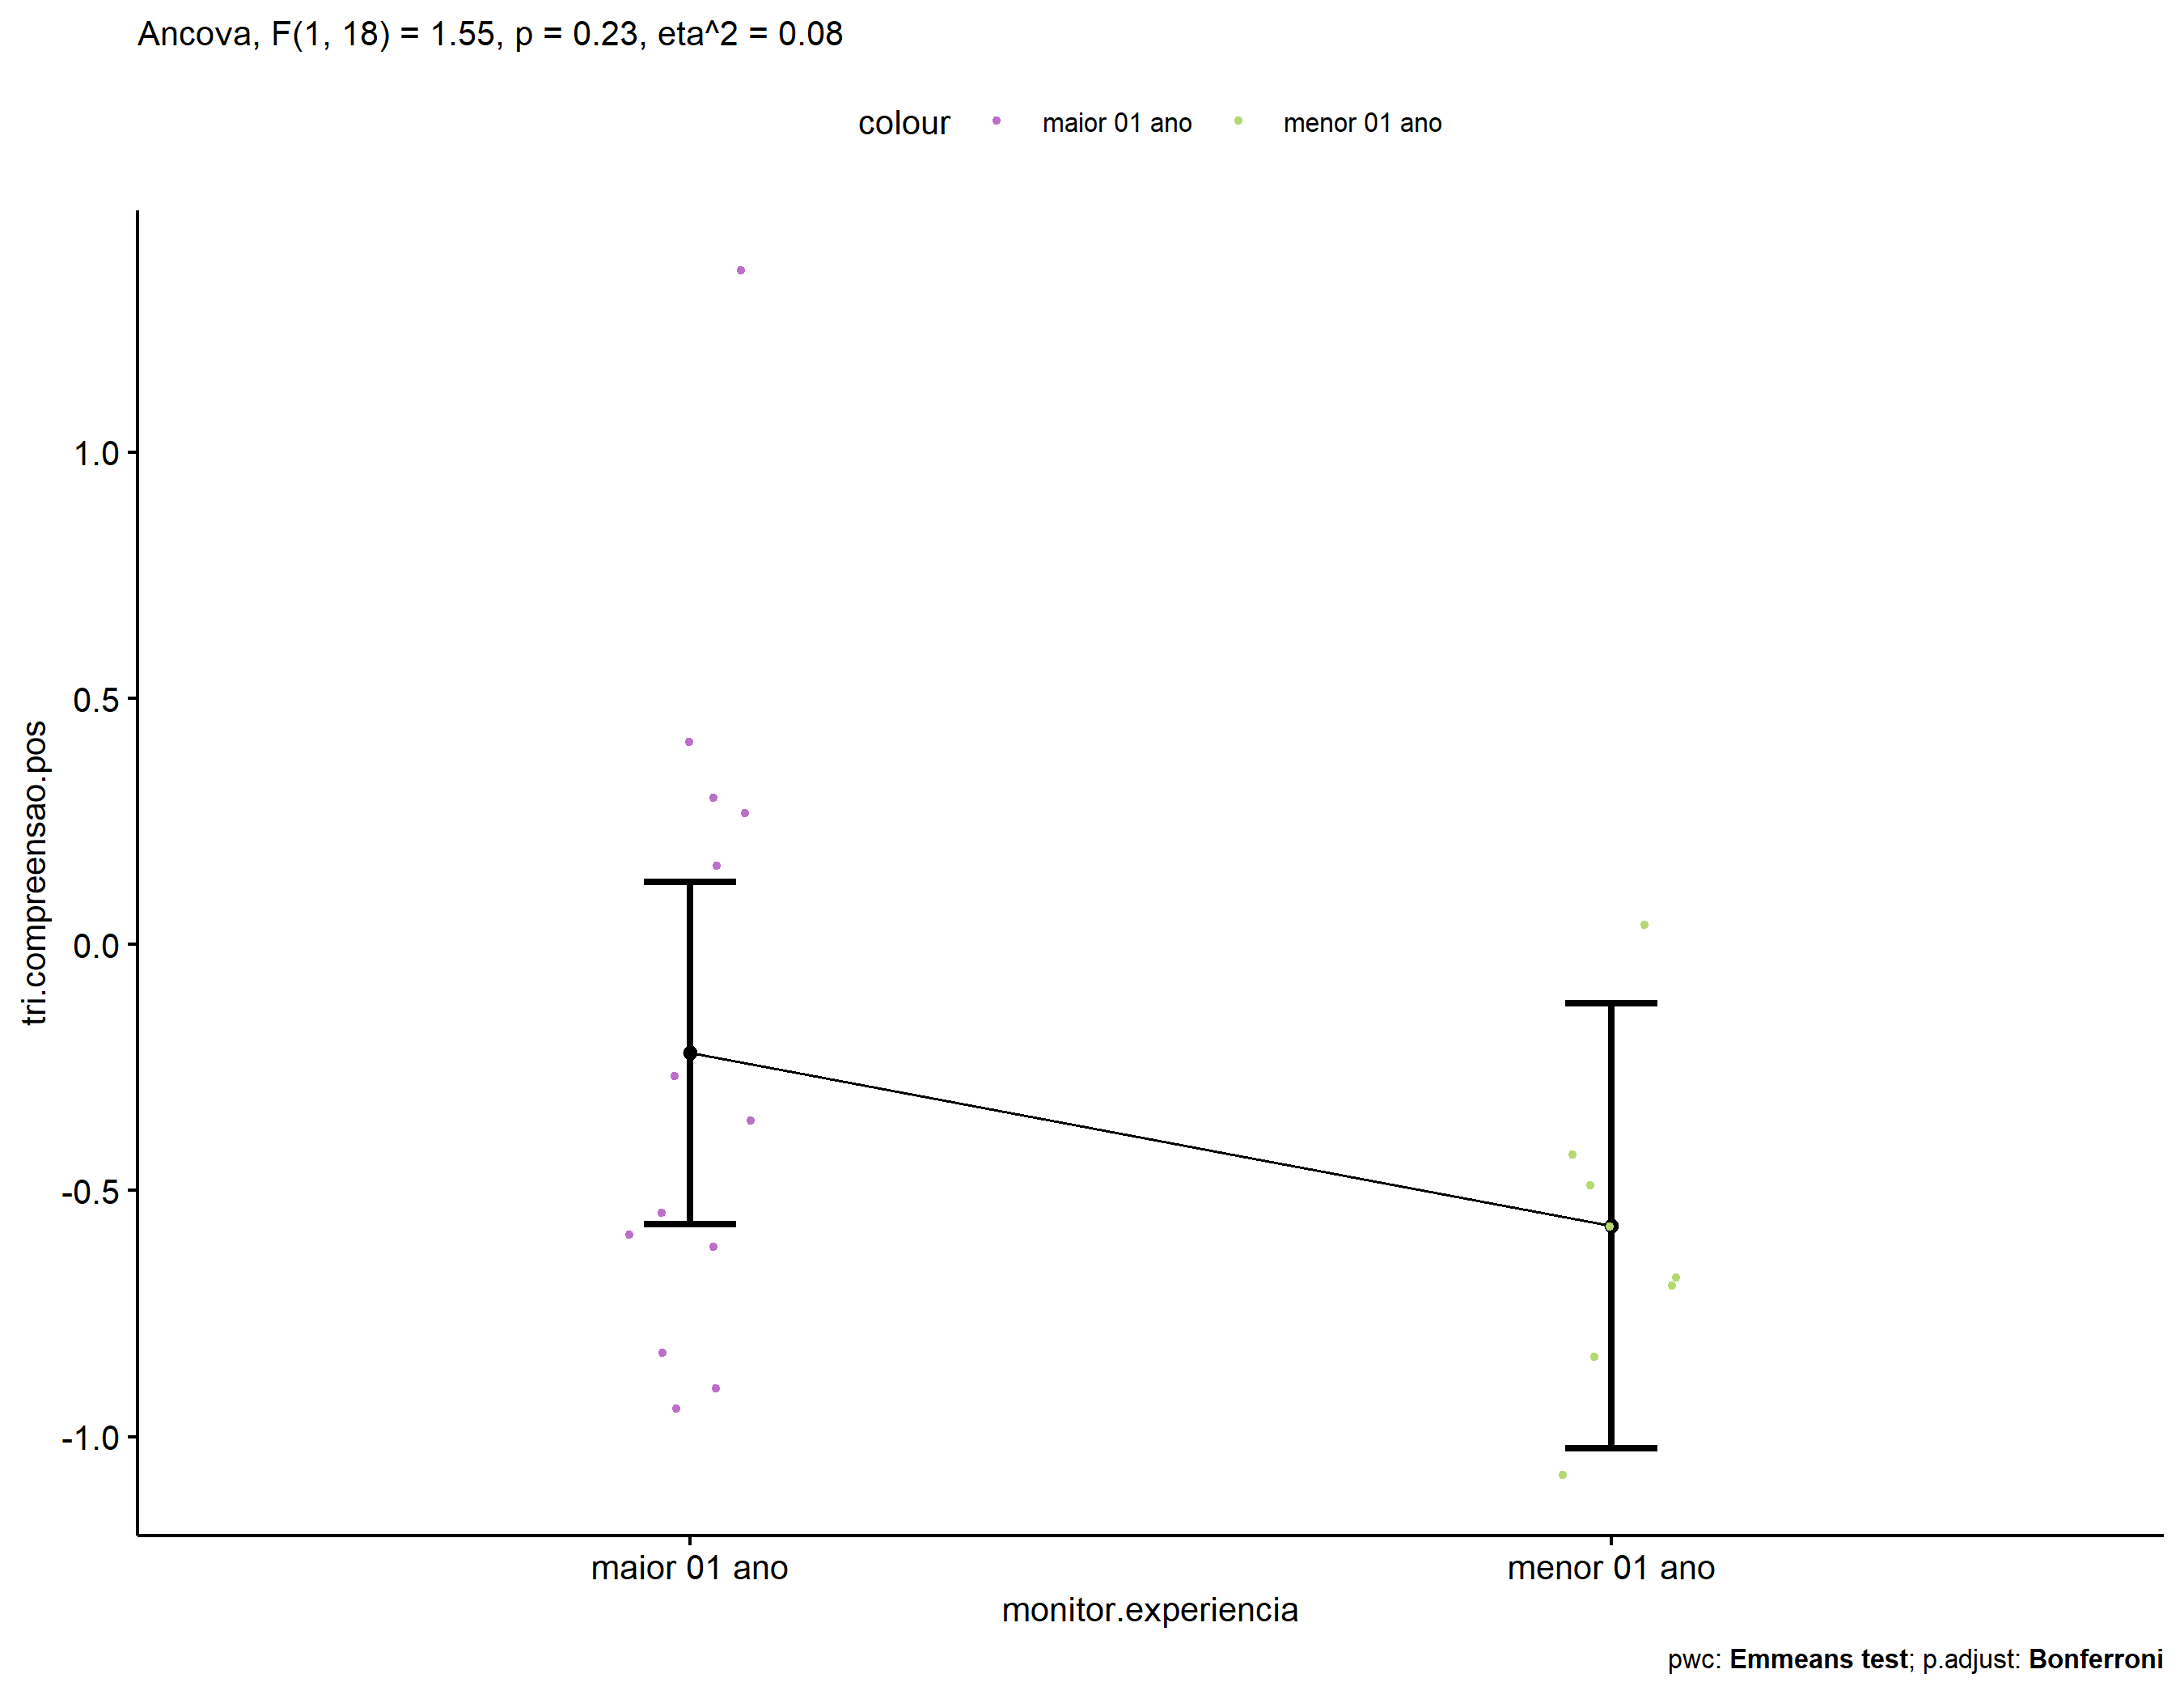 Ancova, F(1, 18) = 1.55, p = 0.23, eta^2 = 0.08
colour maior 01 ano menor 01 ano
tri.compreensao.pos
1.0
0.5
0.0
-0.5
-1.0
maior 01 ano menor 01 ano
monitor.experiencia
pwc: Emmeans test; p.adjust: Bonferroni